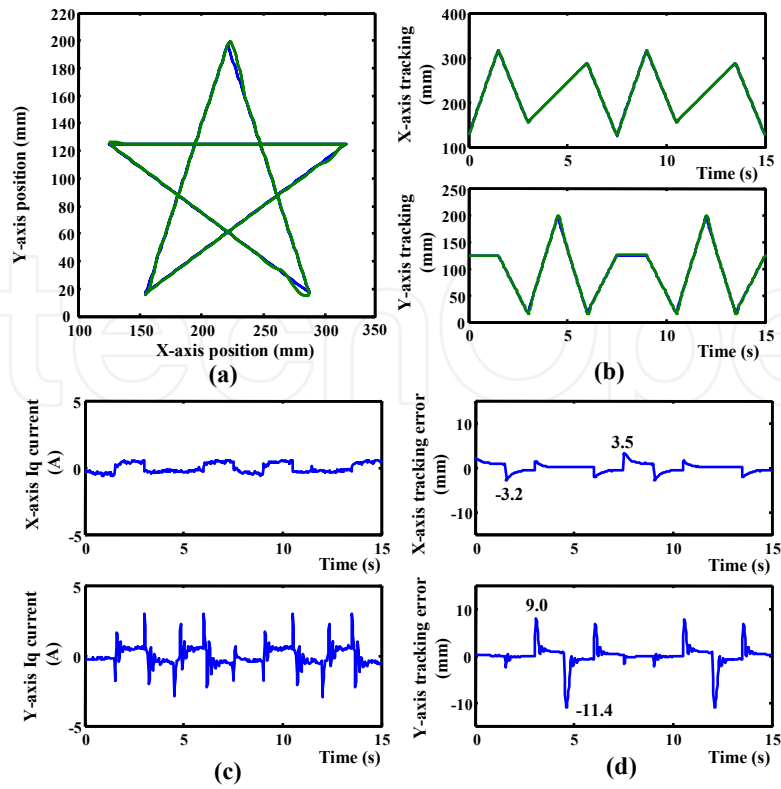 200
180
160
140
120
100
80
60
40
20
0
100 150 200 250 300 350
Y-axis position (mm)
X-axis position (mm)
(a)
400
300
200
100
0 5 10 15
X-axis tracking
(mm)
Time (s)
250
200
150
100
50
0
0 5 10 15
Y-axis tracking
(mm)
Time (s)
(b)
5
0
-5
0 5 10 15
X-axis Iq current
(A)
Time (s)
5
0
-5
0 5 10 15
Y-axis Iq current
(A)
Time (s)
(c)
10
0
-10
0 5 10 15
X-axis tracking error
(mm)
3.5
-3.2
Time (s)
10
0
-10
0 5 10 15
Y-axis tracking error
(mm)
9.0
-11.4
Time (s)
(d)